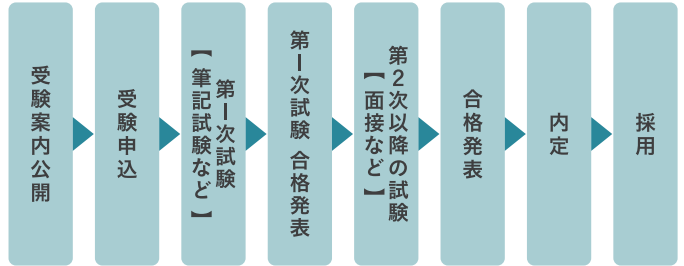 受験案内公開
受験申込
第1次試験
【筆記試験など】
第1次試験 合格発表
第2次以降の試験
【面接など】
合格発表
内定
採用